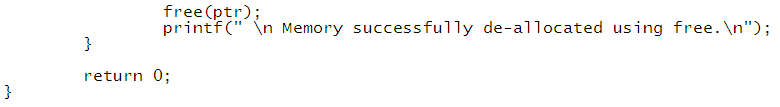 free(ptr);
printf(" \n Memory successfully de-allocated using free.\n");
}
return 0;
}